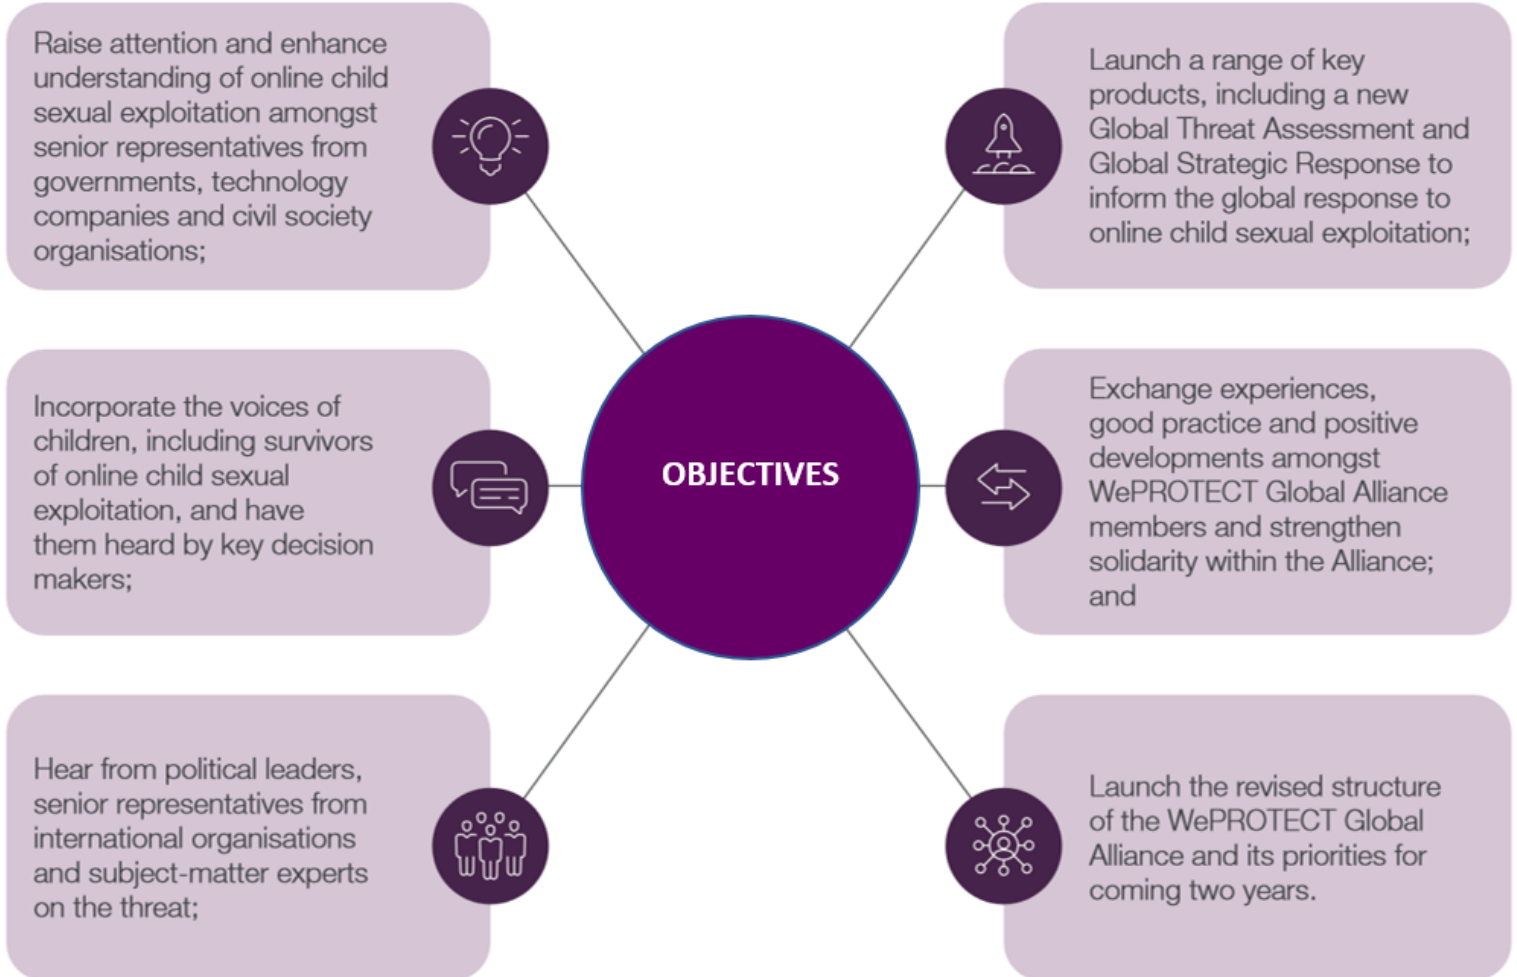 Raise attention and enhance
understanding of online child
sexual exploitation amongst
senior representatives from
governments, technology
companies and civil society
organisations;
Incorporate the voices of
children, including survivors
of online child sexual
exploitation, and have
them heard by key decision
makers;
Hear from political leaders,
senior representatives from
international organisations
and subject-matter experts
on the threat;
OBJECTIVES
Launch a range of key
products, including a new
Global Threat Assessment and
Global Strategic Response to
inform the global response to
online child sexual exploitation;
Exchange experiences,
good practice and positive
developments amongst
WePROTECT Global Alliance
members and strengthen
solidarity within the Alliance;
and
Launch the revised structure
of the WePROTECT Global
Alliance and its priorities for
coming two years.